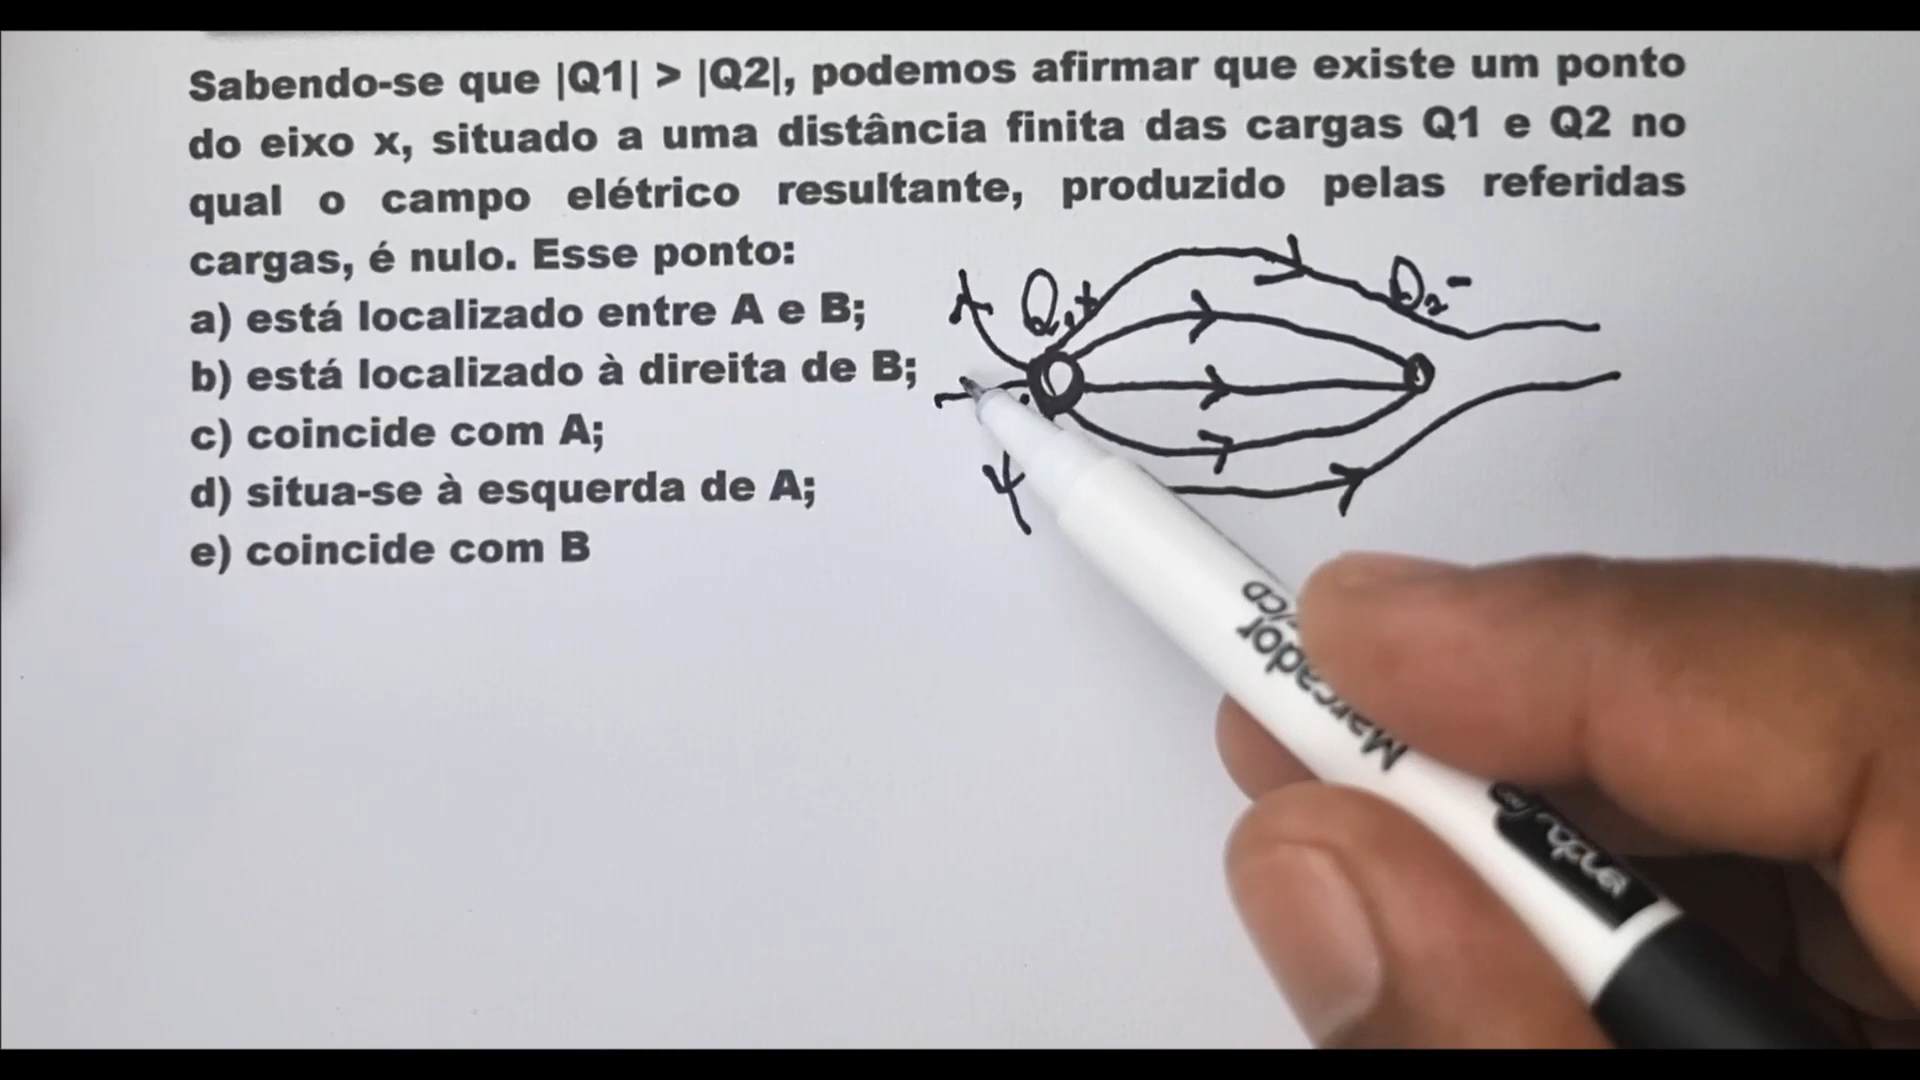 Sabendo-se que |Q1| > |Q2|, podemos afirmar que existe um ponto
do eixo x, situado a uma distância finita das cargas Q1 e Q2 no
qual o campo elétrico resultante, produzido pelas referidas
cargas, é nulo. Esse ponto:
a) está localizado entre A e B;
b) está localizado à direita de B;
c) coincide com A;
d) situa-se à esquerda de A;
e) coincide com B
Q1+
Q2-
Marcador